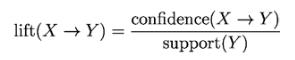 lift(X → Y) = confidence(X → Y) / support(Y)